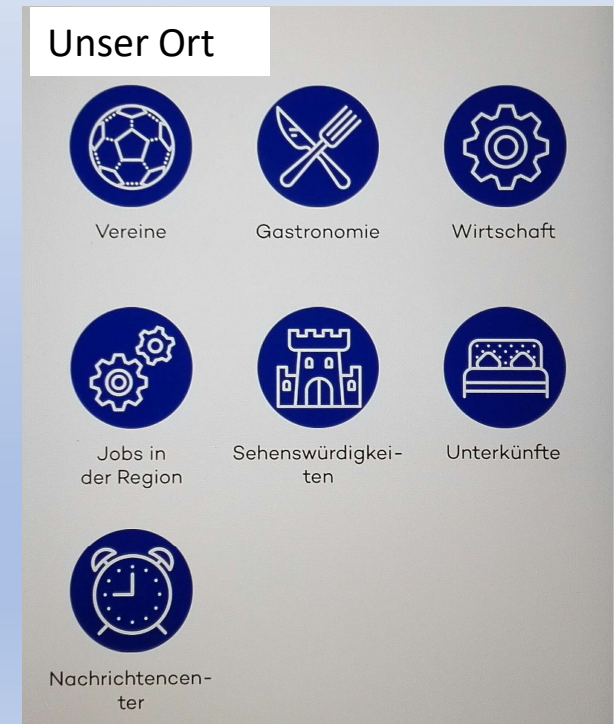 Unser Ort
Vereine
Gastronomie
Wirtschaft
Jobs in
der Region
Sehenswürdigkei-
ten
Unterkünfte
Nachrichtencen-
ter